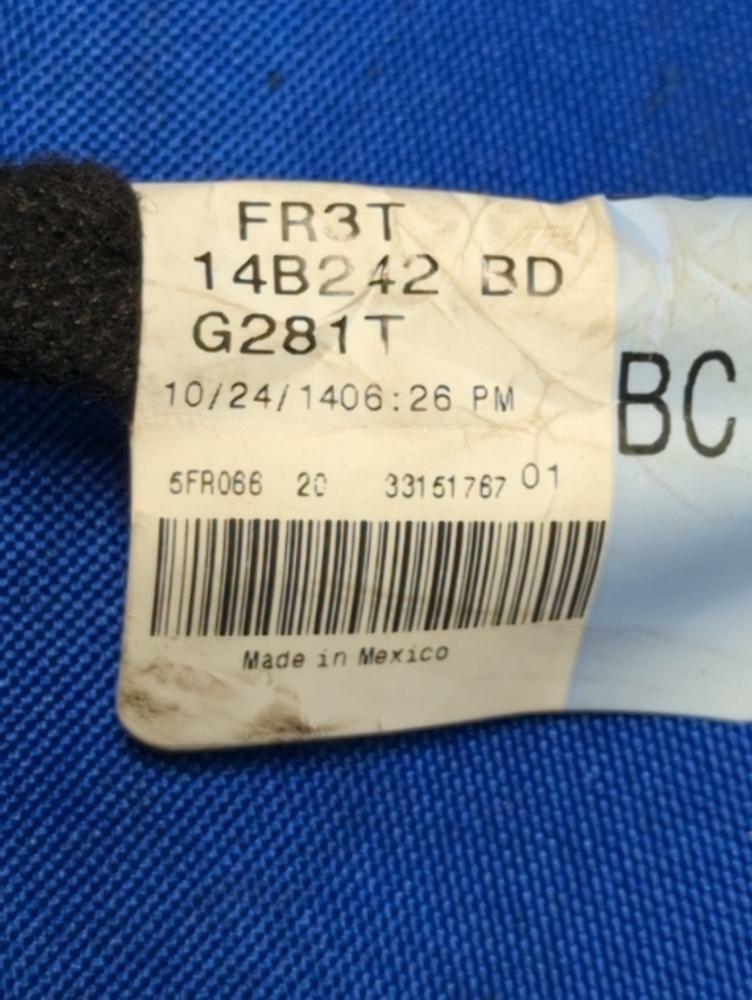 FR3T
14B242 BD
G281T
10/24/1406:26 PM
BC
5FR066 20 33151767 01
Made in Mexico